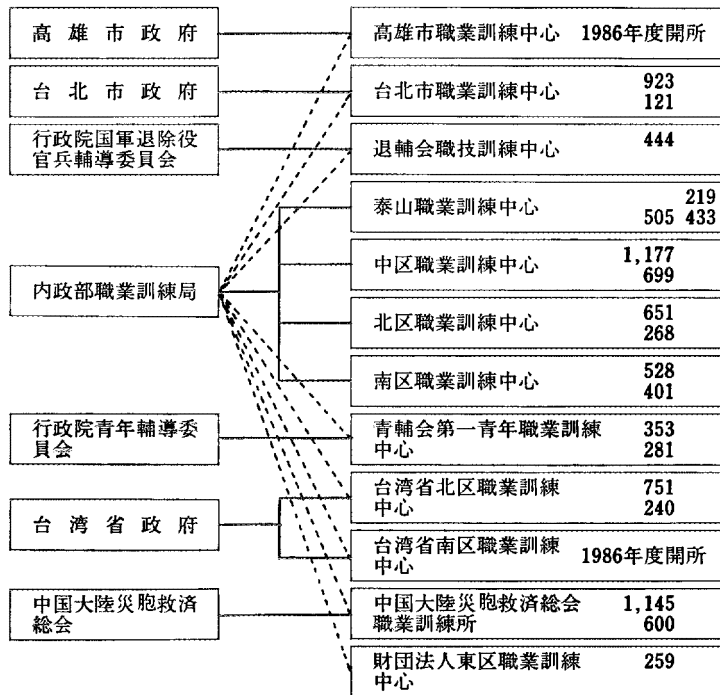 高雄市政府
高雄市職業訓練中心 1986年度開所
台北市政府
台北市職業訓練中心 923
121
行政院国軍退除役
官兵輔導委員会
退輔会職技訓練中心 444
泰山職業訓練中心 219
505 433
内政部職業訓練局
中区職業訓練中心 1,177
699
北区職業訓練中心 651
268
南区職業訓練中心 528
401
行政院青年輔導委
員会
青輔会第一青年職業訓練 353
中心 281
台湾省政府
台湾省北区職業訓練 751
中心 240
台湾省南区職業訓練
中心 1986年度開所
中国大陸災胞救済
総会
中国大陸災胞救済総会 1,145
職業訓練所 600
財団法人東区職業訓練 259
中心